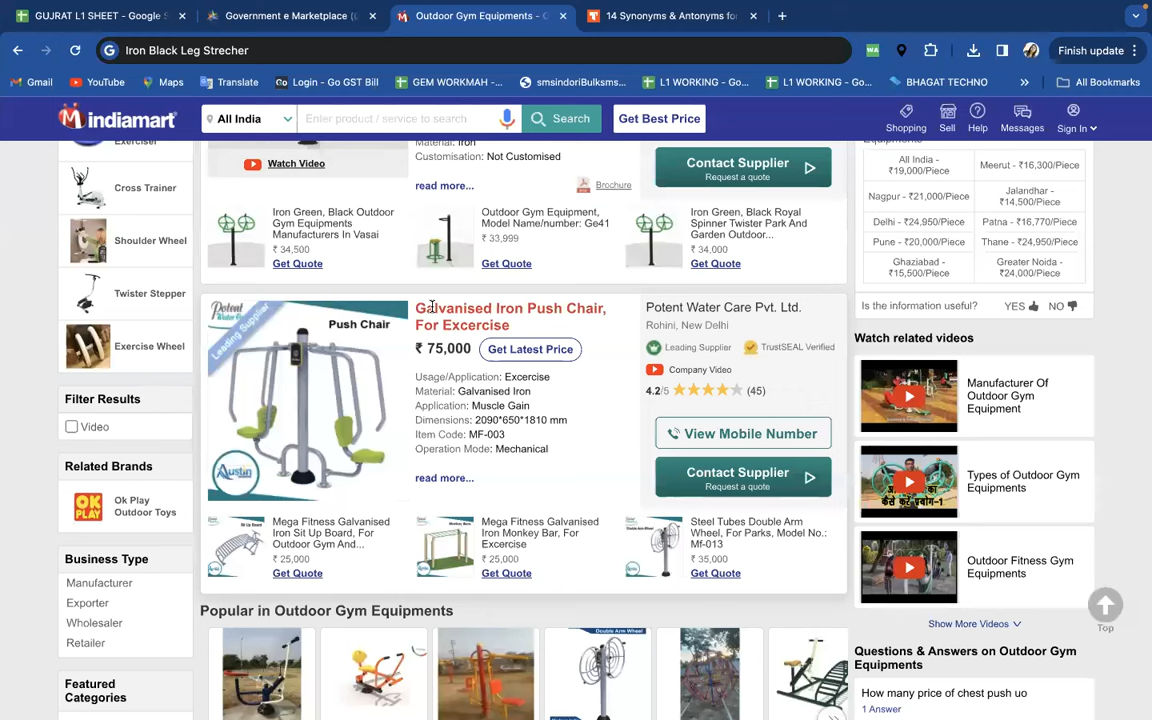 GUJRAT L1 SHEET - Google S
Government e Marketplace (
Outdoor Gym Equipments - O
14 Synonyms & Antonyms for
Iron Black Leg Strecher
Finish update
Gmail
YouTube
Maps
Translate
Login - Go GST Bill
GEM WORKMAH -...
smsindoriBulksms...
L1 WORKING - Go...
L1 WORKING - Go...
BHAGAT TECHNO
All Bookmarks
indiamart
All India
Enter product / service to search
Search
Get Best Price
Shopping
Sell
Help
Messages
Sign In
Exerciser
Cross Trainer
Shoulder Wheel
Twister Stepper
Exercise Wheel
Filter Results
Video
Related Brands
OK PLAY
Ok Play
Outdoor Toys
Business Type
Manufacturer
Exporter
Wholesaler
Retailer
Featured
Categories
Watch Video
Material: Iron
Customisation: Not Customised
read more...
Brochure
Contact Supplier
Request a quote
Iron Green, Black Outdoor
Gym Equipments
Manufacturers In Vasai
₹ 34,500
Get Quote
Outdoor Gym Equipment,
Model Name/number: Ge41
₹ 33,999
Get Quote
Iron Green, Black Royal
Spinner Twister Park And
Garden Outdoor...
₹ 34,000
Get Quote
Potent
Water Care
Leading Supplier
Push Chair
Austin
Galvanised Iron Push Chair,
For Excercise
₹ 75,000
Get Latest Price
Usage/Application: Excercise
Material: Galvanised Iron
Application: Muscle Gain
Dimensions: 2090*650*1810 mm
Item Code: MF-003
Operation Mode: Mechanical
read more...
Potent Water Care Pvt. Ltd.
Rohini, New Delhi
Leading Supplier
TrustSEAL Verified
Company Video
4.2/5
(45)
View Mobile Number
Contact Supplier
Request a quote
Mega Fitness Galvanised
Iron Sit Up Board, For
Outdoor Gym And...
₹ 25,000
Get Quote
Mega Fitness Galvanised
Iron Monkey Bar, For
Excercise
₹ 25,000
Get Quote
Steel Tubes Double Arm
Wheel, For Parks, Model No.:
Mf-013
₹ 35,000
Get Quote
Popular in Outdoor Gym Equipments
Double Arm Wheel
Equipments
All India -
₹19,000/Piece
Meerut - ₹16,300/Piece
Nagpur - ₹21,000/Piece
Jalandhar -
₹14,500/Piece
Delhi - ₹24,950/Piece
Patna - ₹16,770/Piece
Pune - ₹20,000/Piece
Thane - ₹24,950/Piece
Ghaziabad -
₹15,500/Piece
Greater Noida -
₹24,000/Piece
Is the information useful?
YES
NO
Watch related videos
Manufacturer Of
Outdoor Gym
Equipment
Types of Outdoor Gym
Equipments
Outdoor Fitness Gym
Equipments
Show More Videos
Top
Questions & Answers on Outdoor Gym
Equipments
How many price of chest push uo
1 Answer